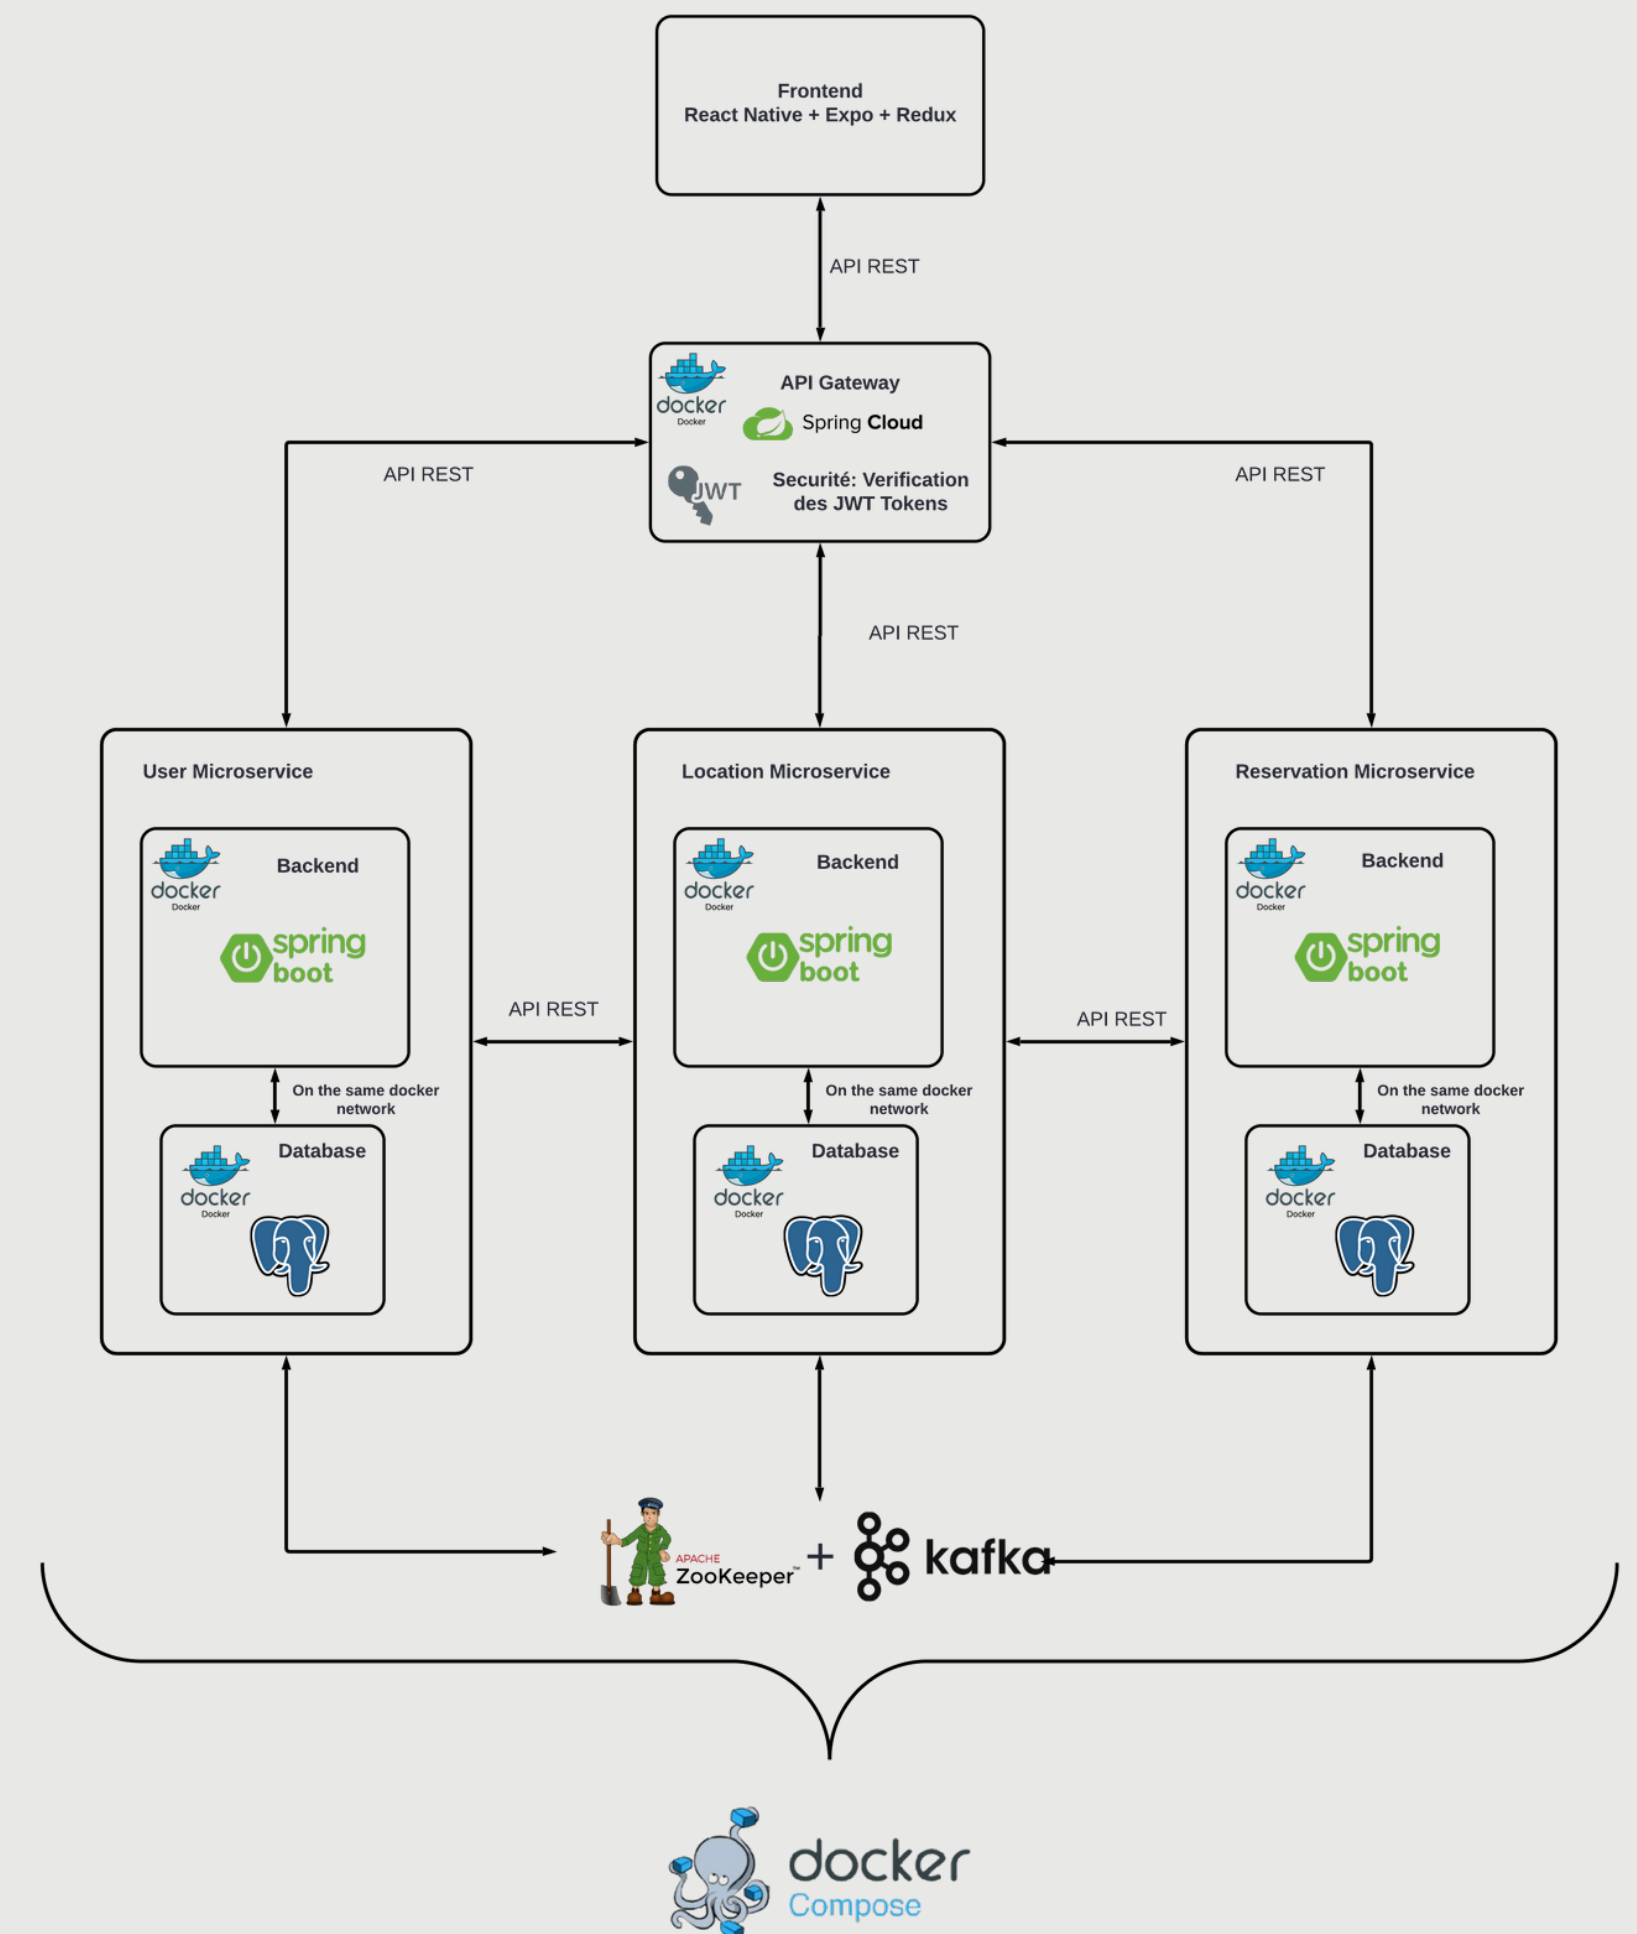 Frontend
React Native + Expo + Redux
API REST
docker
Docker
API Gateway
Spring Cloud
JWT
Securité: Verification
des JWT Tokens
API REST
API REST
API REST
User Microservice
docker
Docker
Backend
spring
boot
On the same docker
network
docker
Docker
Database
API REST
Location Microservice
docker
Docker
Backend
spring
boot
On the same docker
network
docker
Docker
Database
API REST
Reservation Microservice
docker
Docker
Backend
spring
boot
On the same docker
network
docker
Docker
Database
APACHE
ZooKeeper™
+
kafka
docker
Compose